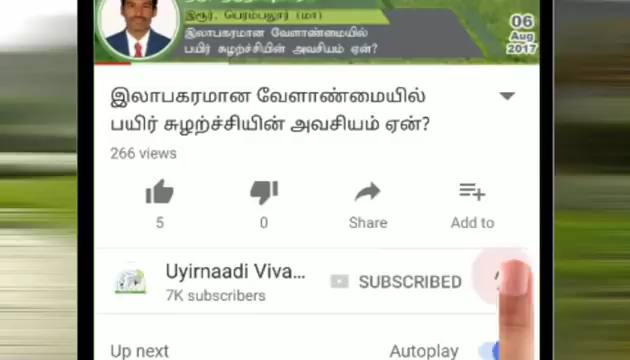 இரூர், பெரம்பலூர் (மா)
இலாபகரமான வேளாண்மையில்
பயிர் சுழற்ச்சியின் அவசியம் ஏன்?
06
Aug
2017
இலாபகரமான வேளாண்மையில்
பயிர் சுழற்ச்சியின் அவசியம் ஏன்?
266 views
5
0
Share
Add to
Uyirnaadi Viva...
SUBSCRIBED
7K subscribers
Up next
Autoplay